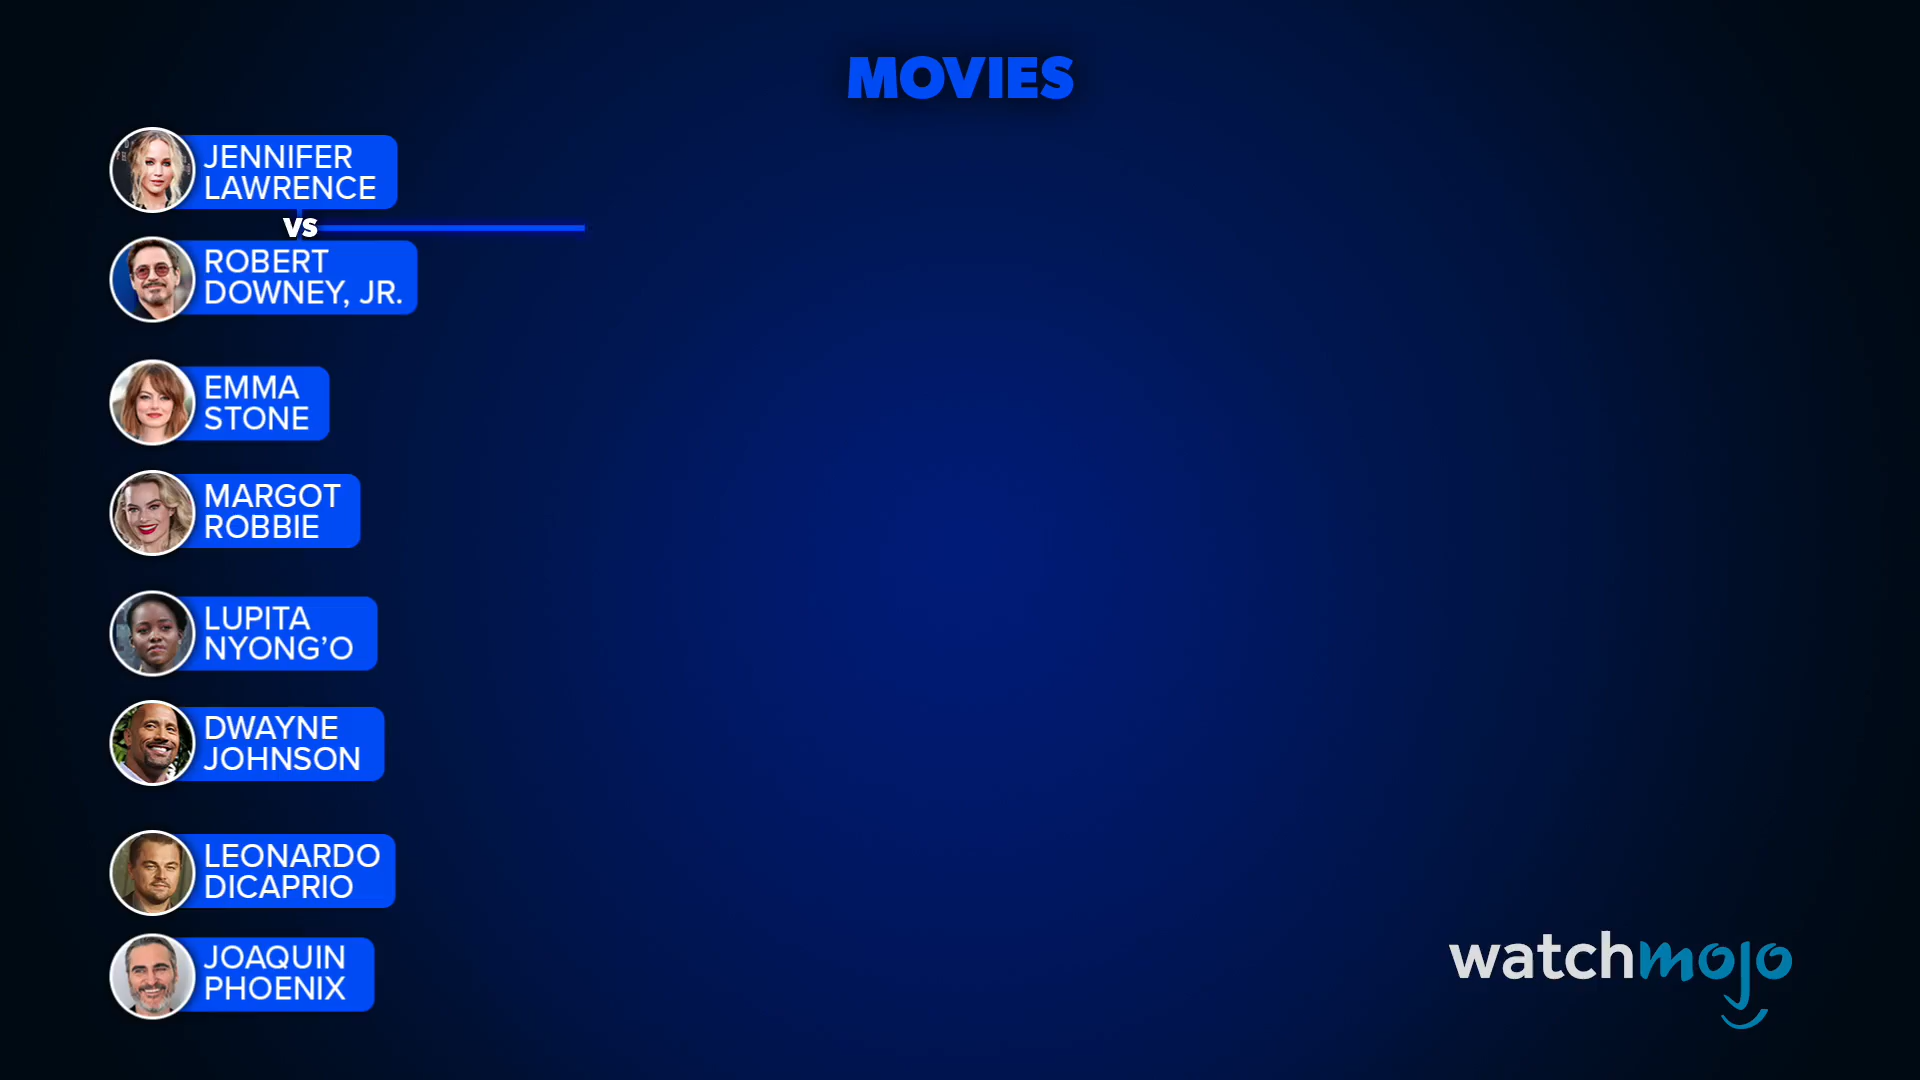 MOVIES
JENNIFER
LAWRENCE
VS
ROBERT
DOWNEY, JR.
EMMA
STONE
MARGOT
ROBBIE
LUPITA
NYONG’O
DWAYNE
JOHNSON
LEONARDO
DICAPRIO
JOAQUIN
PHOENIX
watchmojo